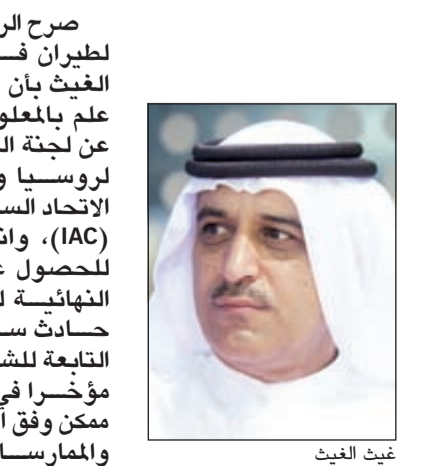 صرح الر
لطيران فـ
الغيث بأن
علم بالمعلو
عن لجنة ال
لروسـيا و
الاتحاد الس
(IAC)، وان
للحصول ع
النهائيـة ل
حـادث سـ
التابعة للش
مؤخـرا في
ممكن وفق أ
والممارسـا
غيث الغيث